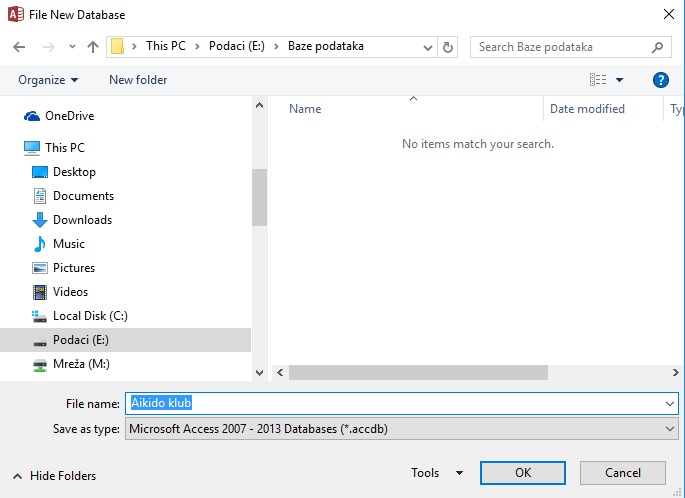 File New Database
This PC Podaci (E:) Baze podataka
Search Baze podataka
Organize New folder
?
OneDrive
This PC
Desktop
Documents
Downloads
Music
Pictures
Videos
Local Disk (C:)
Podaci (E:)
Mreža (M:)
Name Date modified Ty
No items match your search.
File name: Aikido klub
Save as type: Microsoft Access 2007 - 2013 Databases (*.accdb)
Hide Folders
Tools OK Cancel